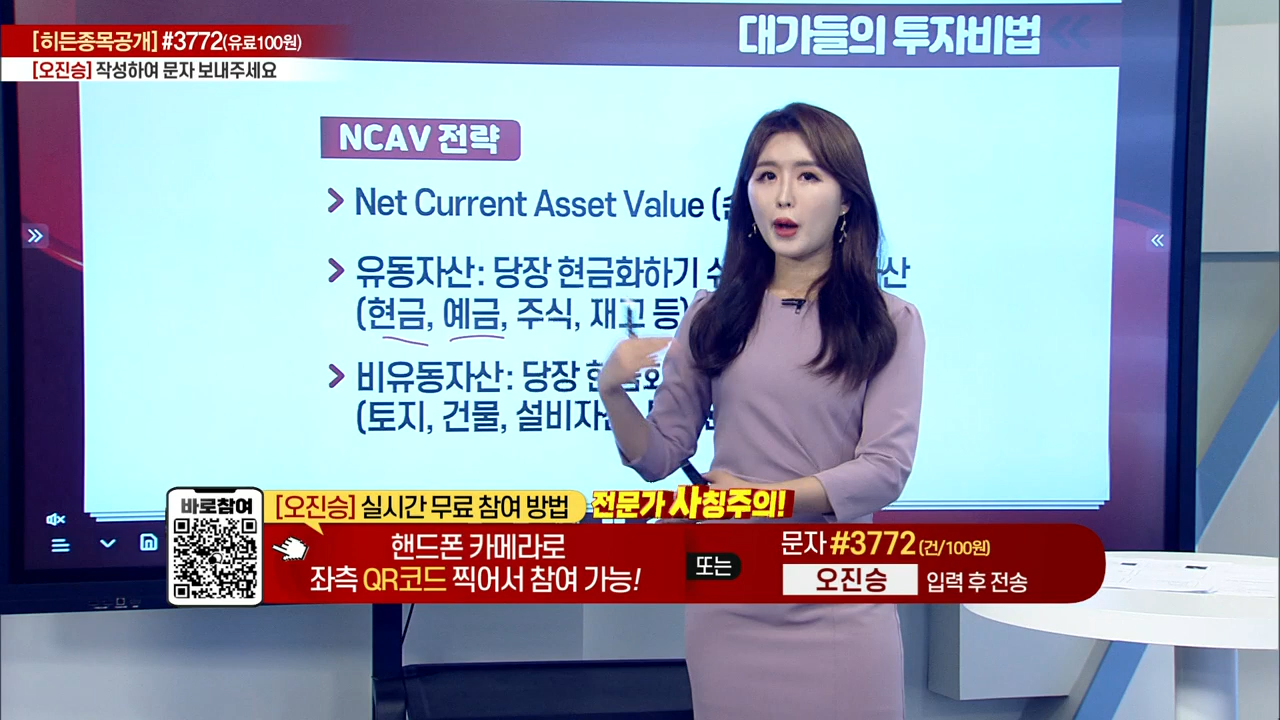 [히든종목공개] #3772(유료100원)
[오진승] 작성하여 문자 보내주세요
대가들의 투자비법
NCAV 전략
Net Current Asset Value (
유동자산 : 당장 현금화하기
(현금, 예금, 주식, 재고 등)
비유동자산 : 당장
(토지, 건물,
바로참여
[오진승] 실시간 무료 참여 방법
전문가 사칭주의!
핸드폰 카메라로
좌측 QR코드 찍어서 참여 가능!
또는
문자 #3772 (건/100원)
오진승 입력 후 전송